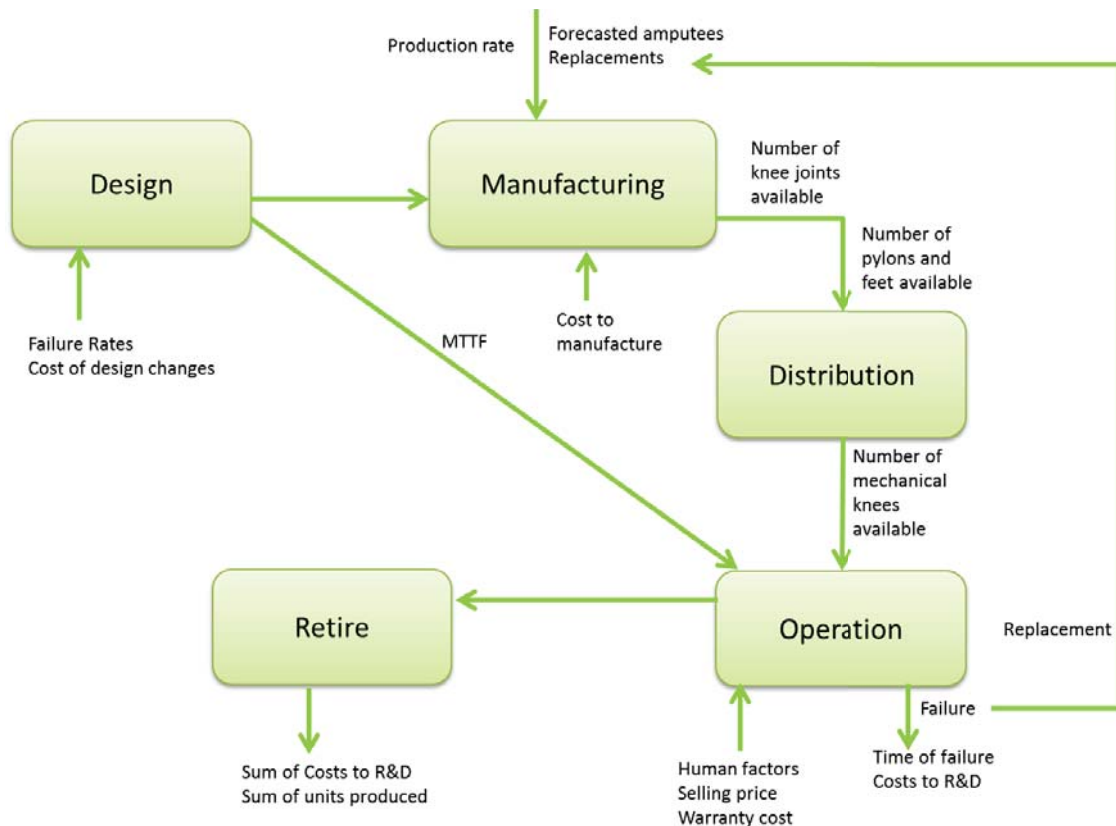 Production rate
Forecasted amputees
Replacements
Design
Manufacturing
Number of
knee joints
available
Number of
pylons and
feet available
Failure Rates
Cost of design changes
MTTF
Cost to
manufacture
Distribution
Number of
mechanical
knees
available
Retire
Operation
Replacement
Failure
Time of failure
Costs to R&D
Sum of Costs to R&D
Sum of units produced
Human factors
Selling price
Warranty cost